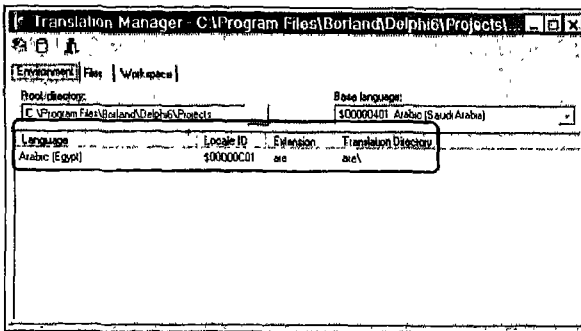 Translation Manager - C:\Program Files\Borland\Delphi6\Projects\
Environment Files Workspace
Root directory: Base language:
C:\Program Files\Borland\Delphi6\Projects $00000401 Arabic (Saudi Arabia)
Language Locale ID Extension Translation Directory
Arabic (Egypt) $00000C01 are are\